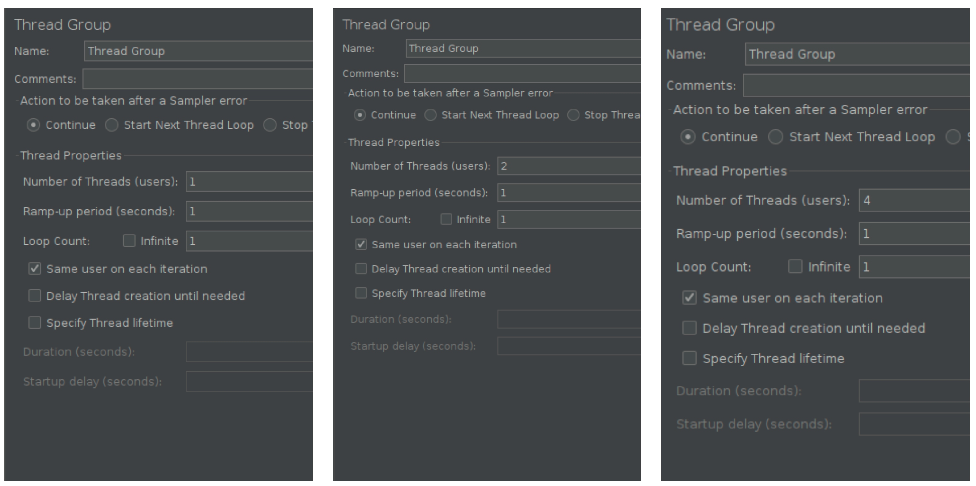 Thread Group
Name: Thread Group
Comments:
Action to be taken after a Sampler error
Continue Start Next Thread Loop Stop
Thread Properties
Number of Threads (users): 1
Ramp-up period (seconds): 1
Loop Count: Infinite 1
Same user on each iteration
Delay Thread creation until needed
Specify Thread lifetime
Duration (seconds):
Startup delay (seconds):
Thread Group
Name: Thread Group
Comments:
Action to be taken after a Sampler error
Continue Start Next Thread Loop Stop Threa
Thread Properties
Number of Threads (users): 2
Ramp-up period (seconds): 1
Loop Count: Infinite 1
Same user on each iteration
Delay Thread creation until needed
Specify Thread lifetime
Duration (seconds):
Startup delay (seconds):
Thread Group
Name: Thread Group
Comments:
Action to be taken after a Sampler error
Continue Start Next Thread Loop
Thread Properties
Number of Threads (users): 4
Ramp-up period (seconds): 1
Loop Count: Infinite 1
Same user on each iteration
Delay Thread creation until needed
Specify Thread lifetime
Duration (seconds):
Startup delay (seconds):